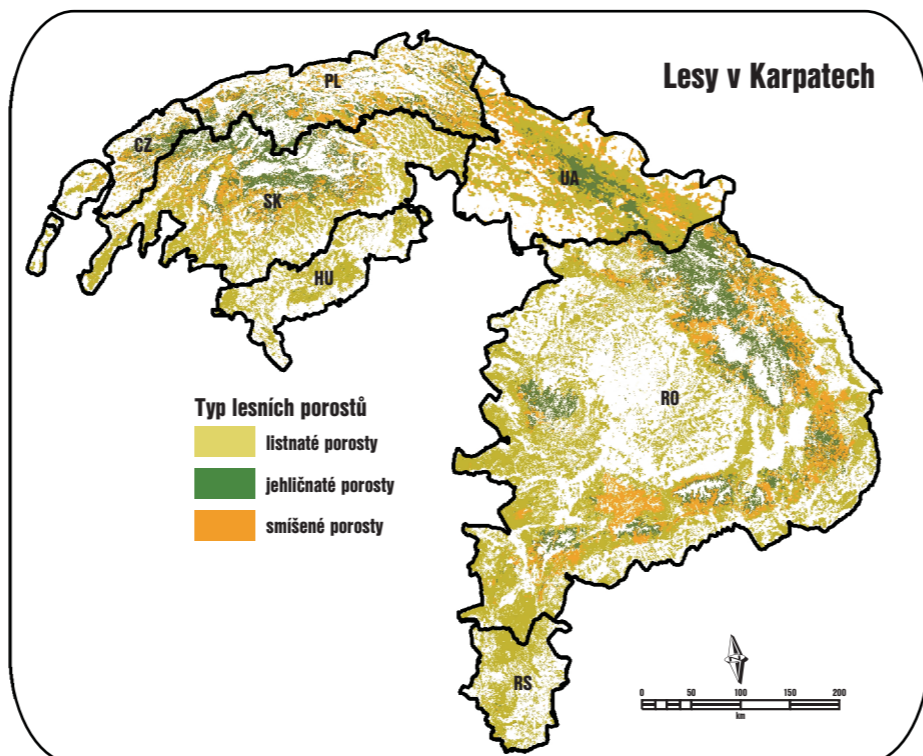 Lesy v Karpatech
PL
CZ
SK
UA
HU
RO
RS
Typ lesních porostů
listnaté porosty
jehličnaté porosty
smíšené porosty
0 50 100 150 200
km